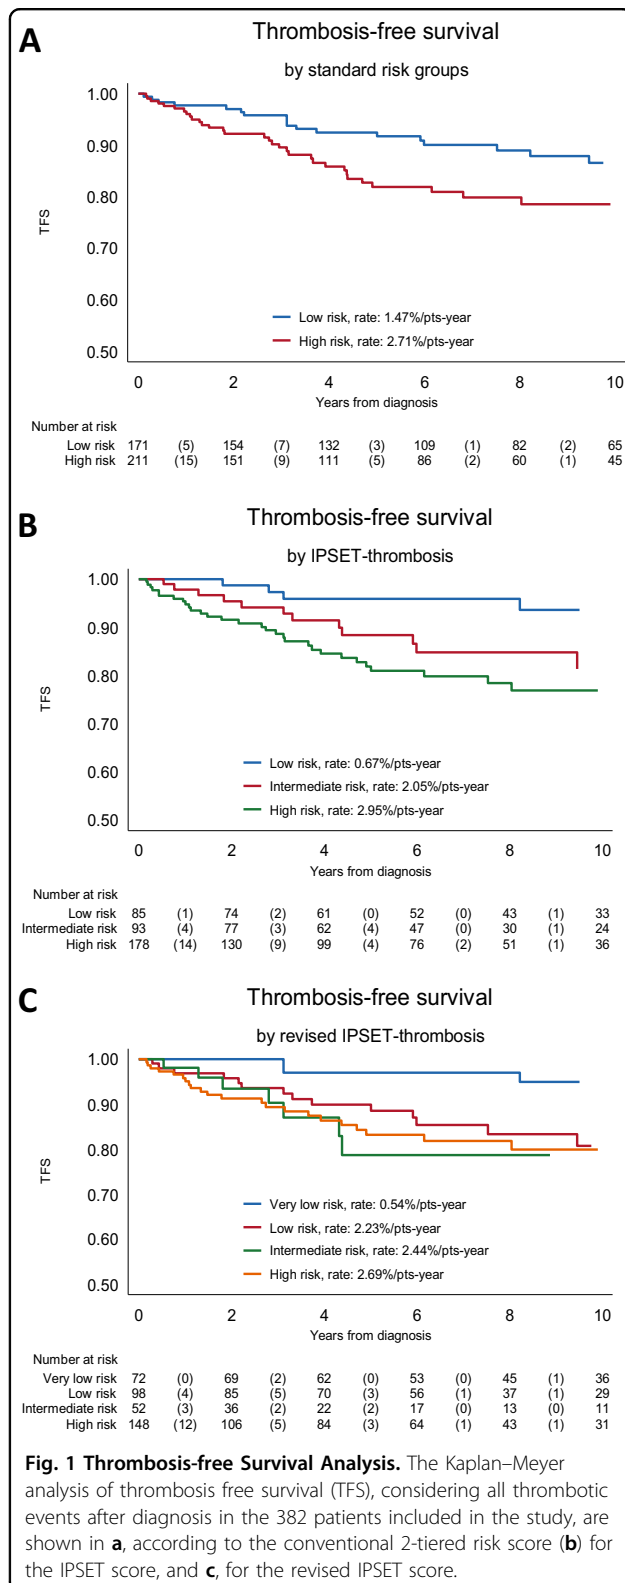 A
Thrombosis-free survival
by standard risk groups
1.00
0.90
0.80
0.70
0.60
0.50
TFS
Low risk, rate: 1.47%/pts-year
High risk, rate: 2.71%/pts-year
0 2 4 6 8 10
Years from diagnosis
Number at risk
Low risk 171 (5) 154 (7) 132 (3) 109 (1) 82 (2) 65
High risk 211 (15) 151 (9) 111 (5) 86 (2) 60 (1) 45
B
Thrombosis-free survival
by IPSET-thrombosis
1.00
0.90
0.80
0.70
0.60
0.50
TFS
Low risk, rate: 0.67%/pts-year
Intermediate risk, rate: 2.05%/pts-year
High risk, rate: 2.95%/pts-year
0 2 4 6 8 10
Years from diagnosis
Number at risk
Low risk 85 (1) 74 (2) 61 (0) 52 (0) 43 (1) 33
Intermediate risk 93 (4) 77 (3) 62 (4) 47 (0) 30 (1) 24
High risk 178 (14) 130 (9) 99 (4) 76 (2) 51 (1) 36
C
Thrombosis-free survival
by revised IPSET-thrombosis
1.00
0.90
0.80
0.70
0.60
0.50
TFS
Very low risk, rate: 0.54%/pts-year
Low risk, rate: 2.23%/pts-year
Intermediate risk, rate: 2.44%/pts-year
High risk, rate: 2.69%/pts-year
0 2 4 6 8 10
Years from diagnosis
Number at risk
Very low risk 72 (0) 69 (2) 62 (0) 53 (0) 45 (1) 36
Low risk 98 (4) 85 (5) 70 (3) 56 (1) 37 (1) 29
Intermediate risk 52 (3) 36 (2) 22 (2) 17 (0) 13 (0) 11
High risk 148 (12) 106 (5) 84 (3) 64 (1) 43 (1) 31
Fig. 1 Thrombosis-free Survival Analysis. The Kaplan–Meyer
analysis of thrombosis free survival (TFS), considering all thrombotic
events after diagnosis in the 382 patients included in the study, are
shown in a, according to the conventional 2-tiered risk score (b) for
the IPSET score, and c, for the revised IPSET score.